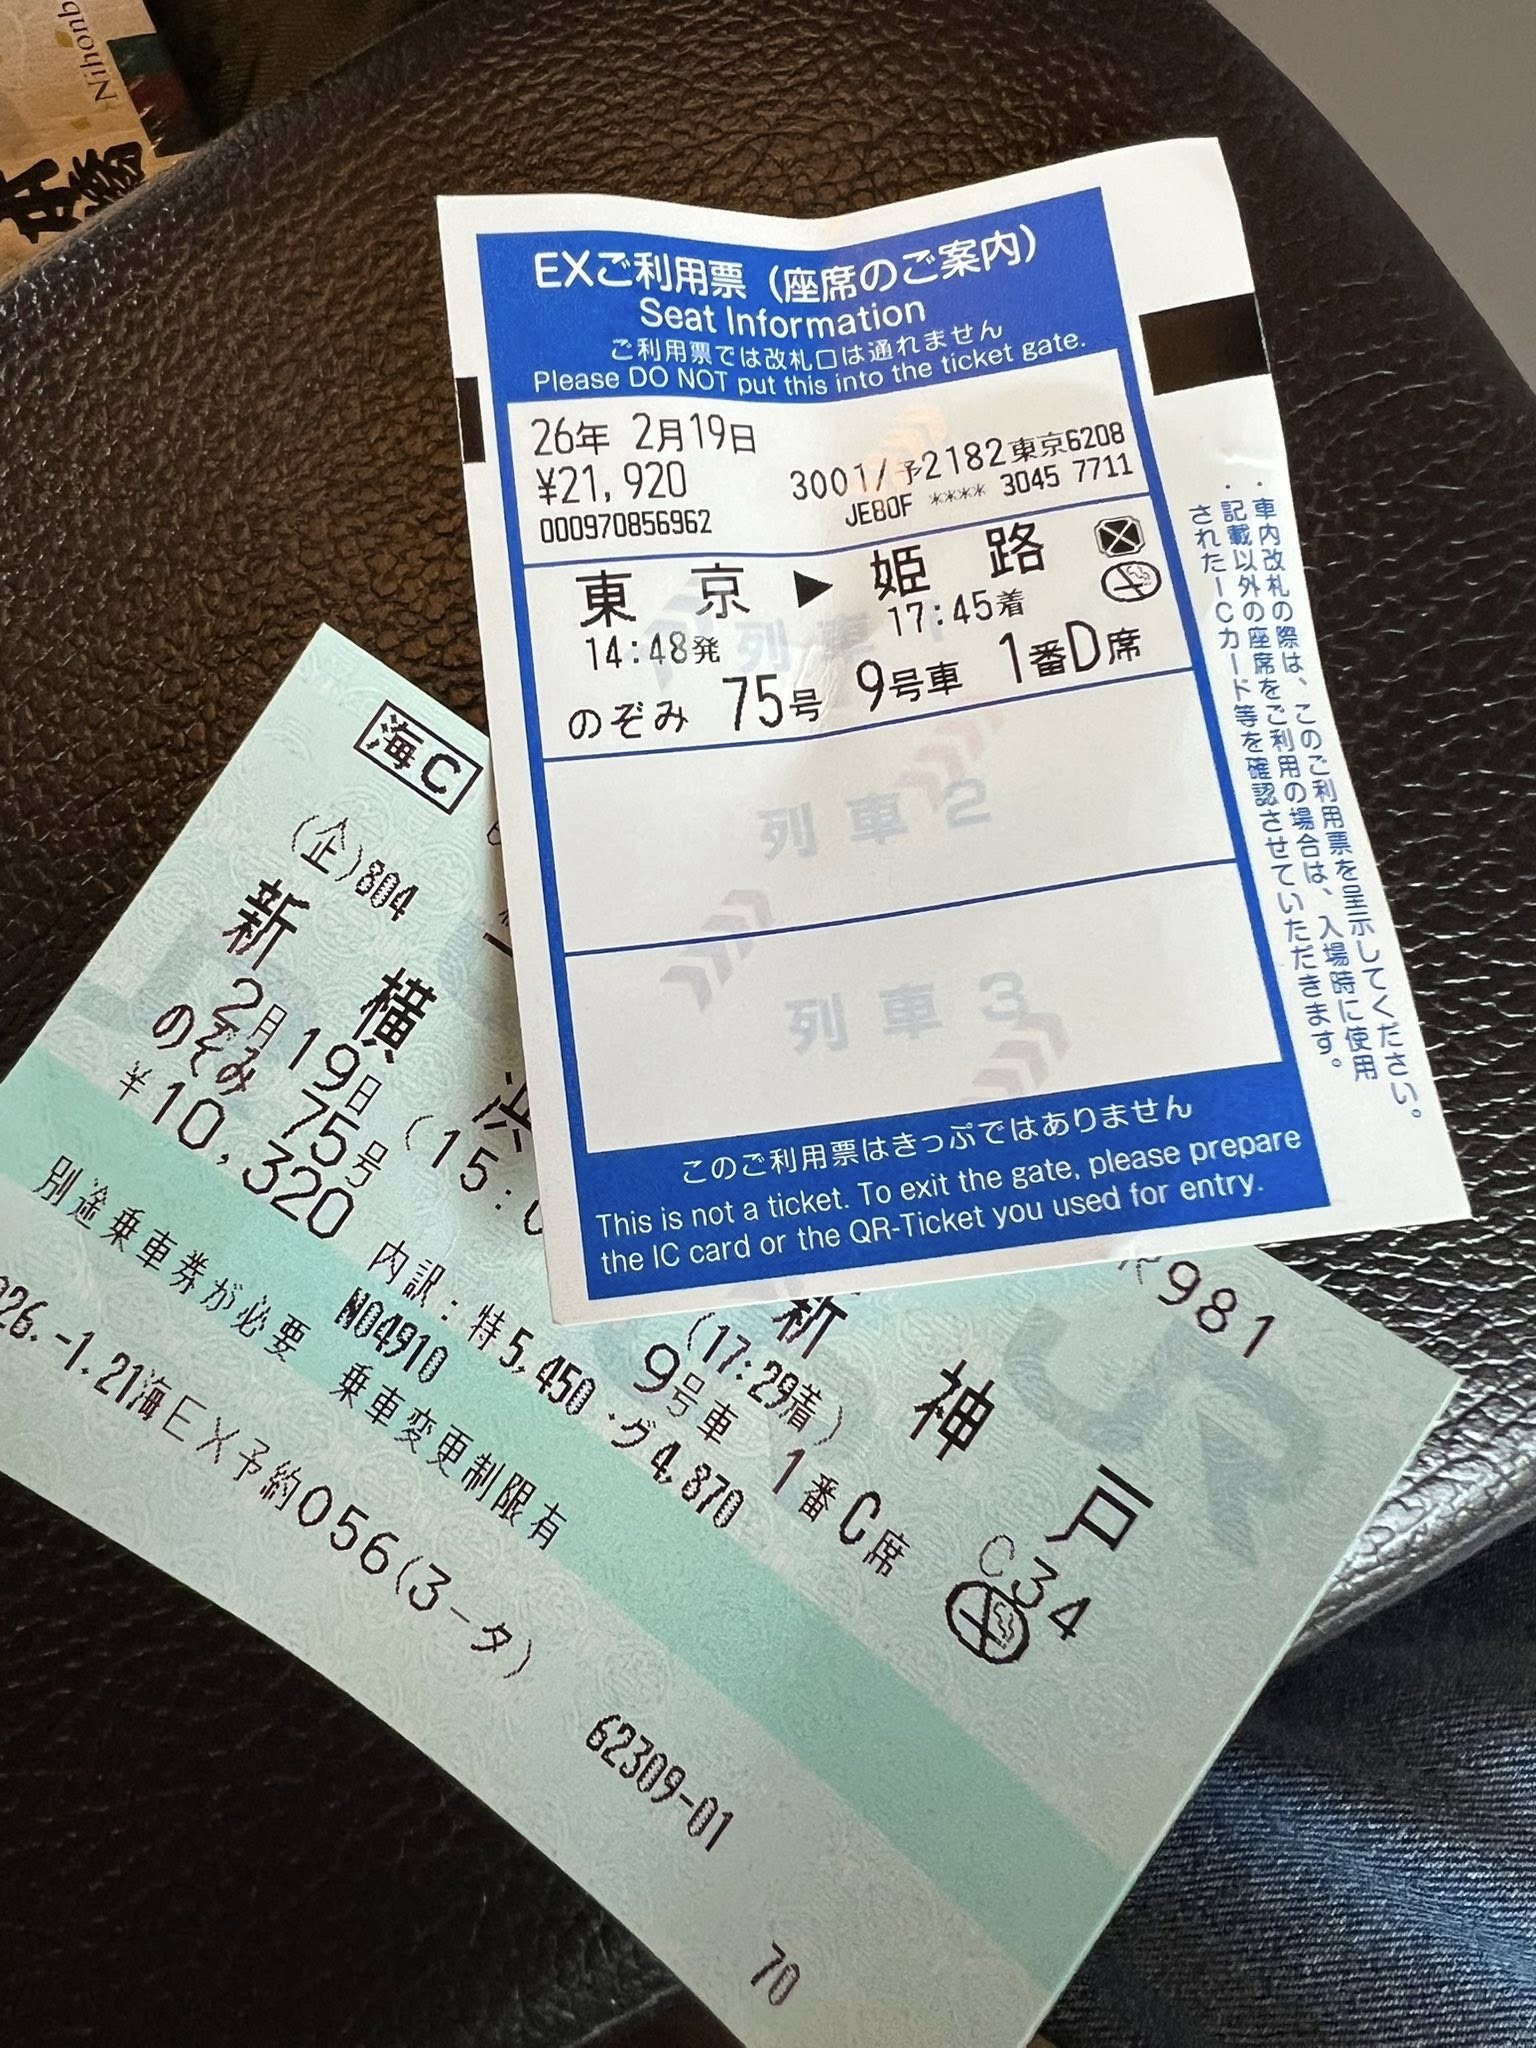 Nihonb
本橋
EXご利用票（座席のご案内）
Seat Information
ご利用票では改札口は通れません
Please DO NOT put this into the ticket gate.
26年 2月19日
¥21,920
3001/予2182東京6208
000970856962
JE80F **** 3045 7711
東京▶姫路
14:48発 17:45着
のぞみ 75号 9号車 1番D席
列車1
列車2
列車3
このご利用票はきっぷではありません
This is not a ticket. To exit the gate, please prepare
the IC card or the QR-Ticket you used for entry.
・車内改札の際は、このご利用票を呈示してください。
・記載以外の座席をご利用の場合は、入場時に使用
されたICカード等を確認させていただきます。
海C
(企)804
新横浜
新神戸
2月19日 (15:0
(17:29着) C34
のぞみ 75号
9号車 1番C席
¥10,320
内訳:特5,450・グ4,870
N04910
別途乗車券が必要 乗車変更制限有
26.-1.21海EX予約056(3-タ)
62309-01
70
981